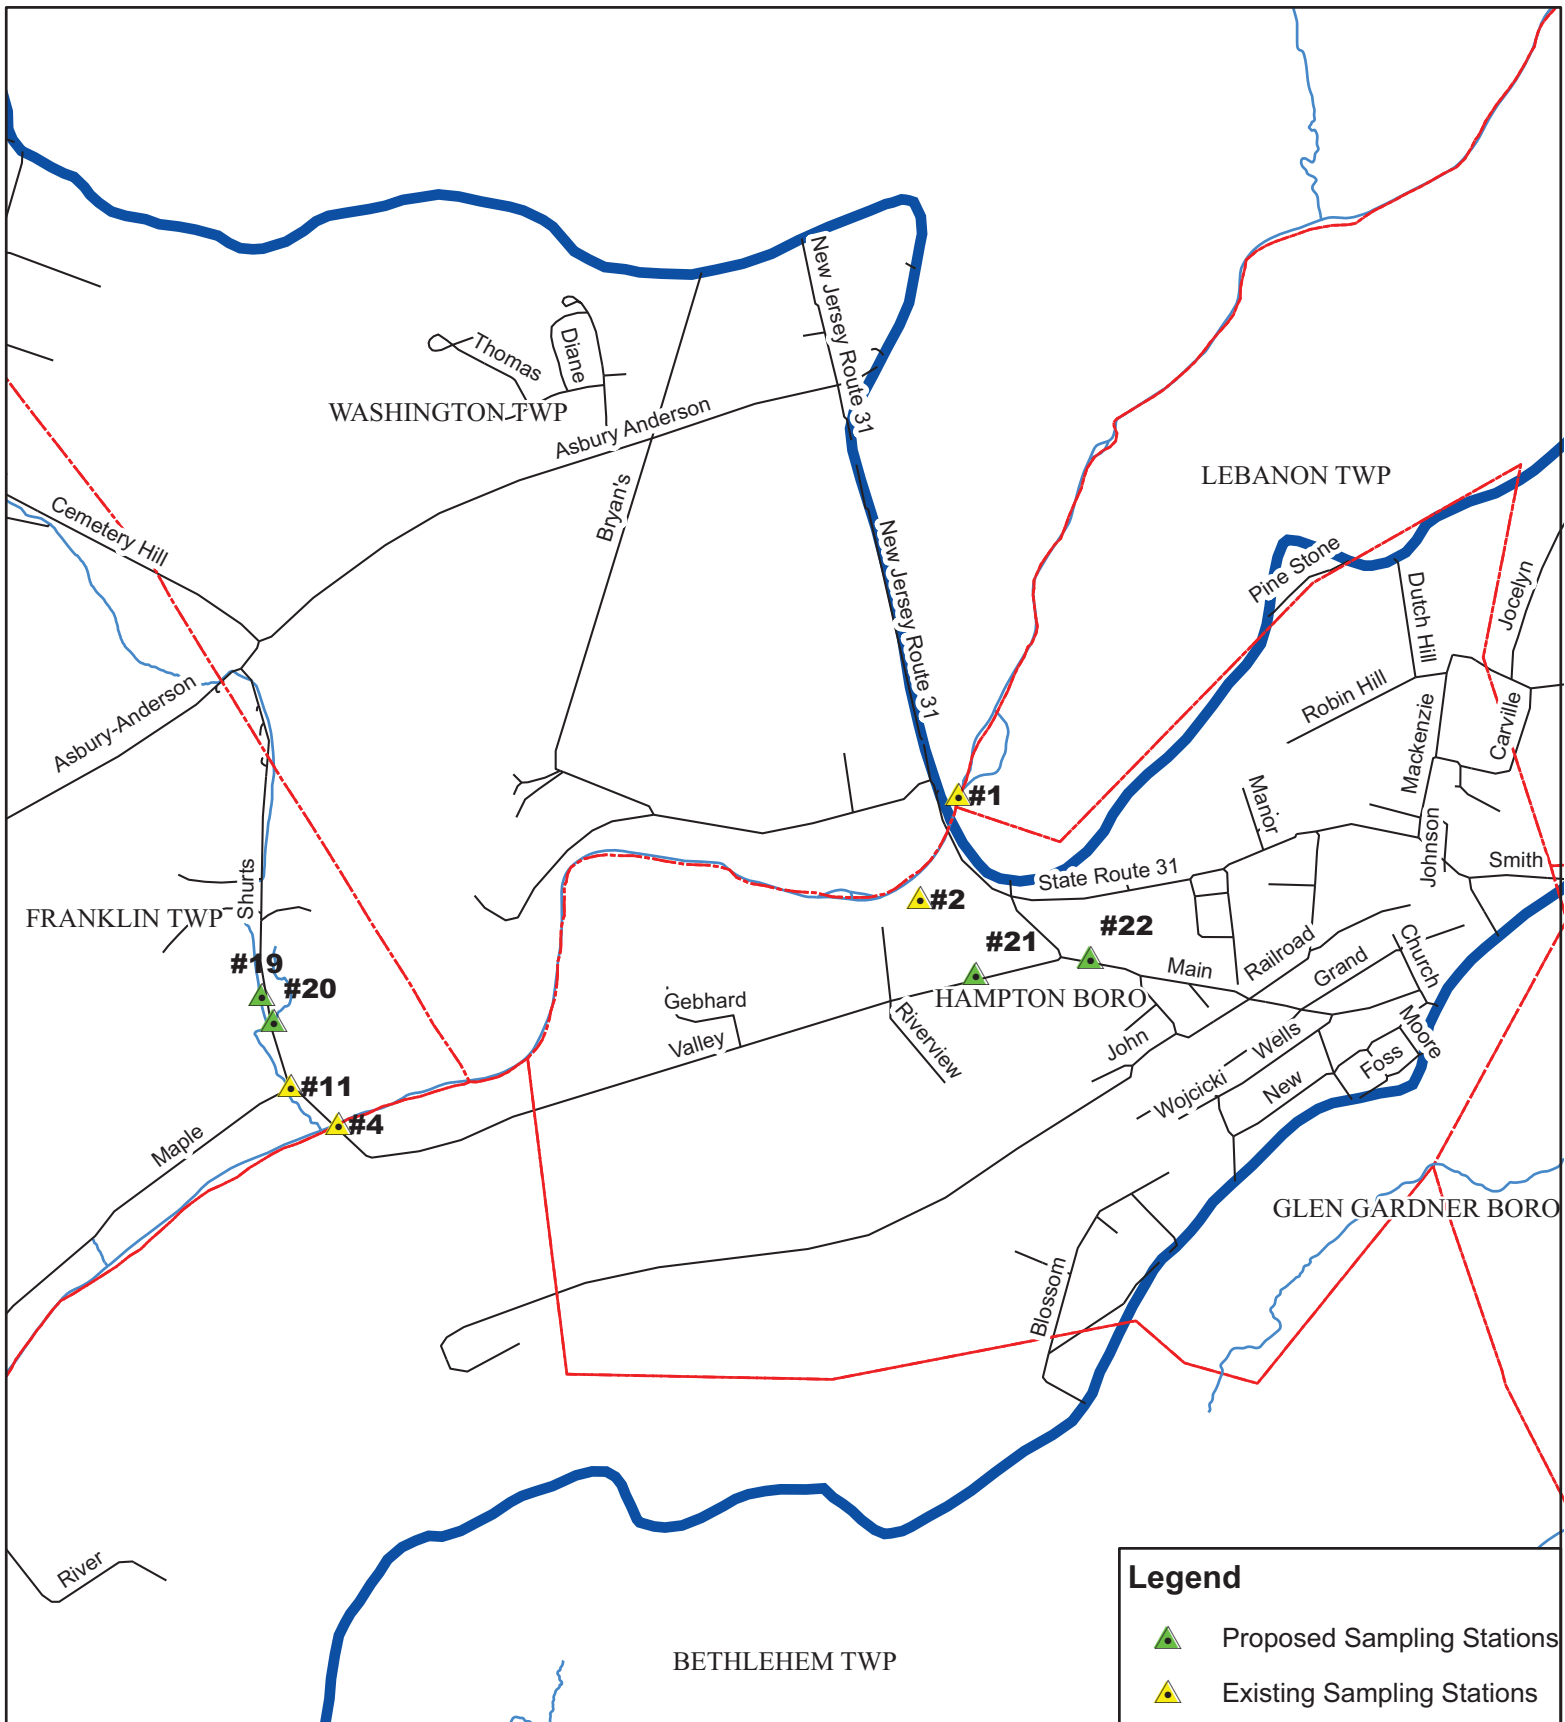 New Jersey Route 31
Thomas
Diane
WASHINGTON TWP
Asbury Anderson
LEBANON TWP
Bryan's
Cemetery Hill
New Jersey Route 31
Pine Stone
Dutch Hill
Jocelyn
Asbury-Anderson
Robin Hill
Mackenzie
Carville
#1
Manor
Johnson
Smith
State Route 31
Shurts
#2
FRANKLIN TWP
#22
#21
Church
Railroad
Grand
Main
#19
#20
HAMPTON BORO
Gebhard
Riverview
Moore
Valley
John
Wells
Foss
#11
Wojcicki
New
#4
Maple
GLEN GARDNER BORO
Blossom
River
BETHLEHEM TWP
Legend
Proposed Sampling Stations
Existing Sampling Stations